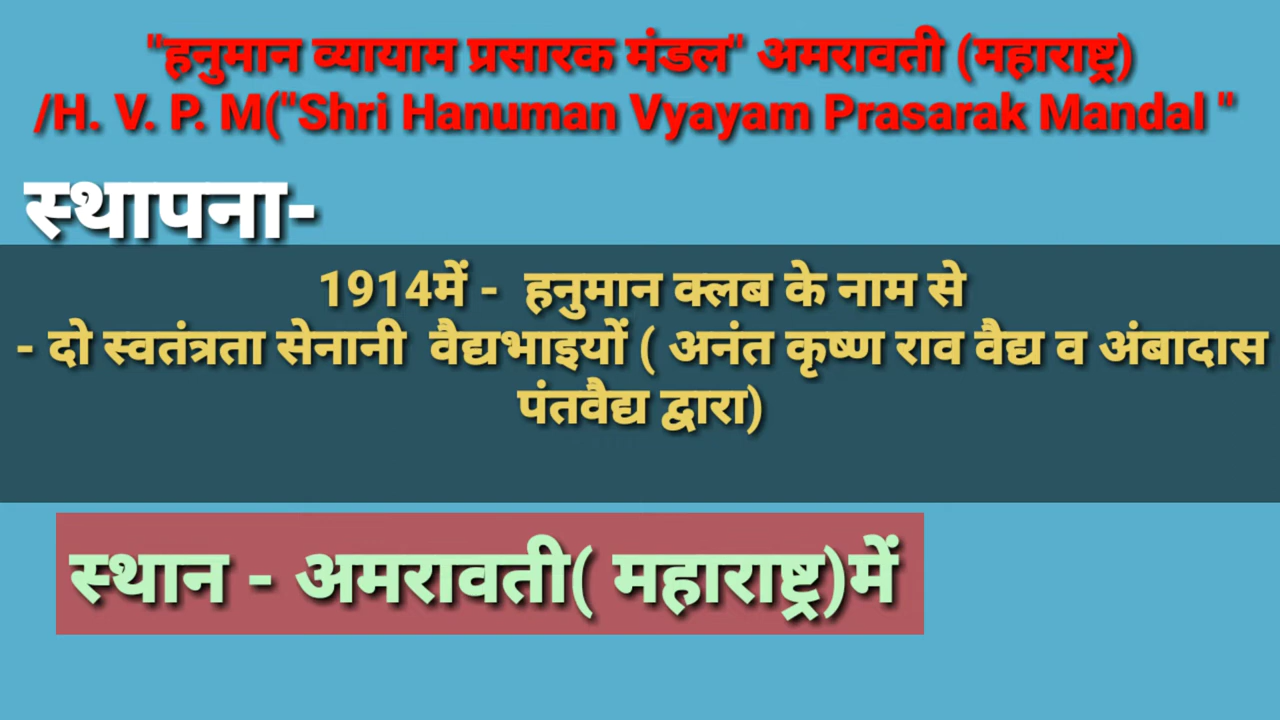 "हनुमान व्यायाम प्रसारक मंडल" अमरावती (महाराष्ट्र)
/H. V. P. M("Shri Hanuman Vyayam Prasarak Mandal "
स्थापना-
1914में - हनुमान क्लब के नाम से
- दो स्वतंत्रता सेनानी वैद्यभाइयों ( अनंत कृष्ण राव वैद्य व अंबादास
पंतवैद्य द्वारा)
स्थान - अमरावती( महाराष्ट्र)में